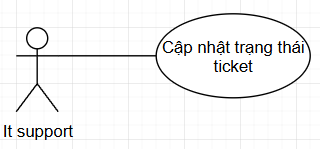 Cập nhật trạng thái
ticket
It support